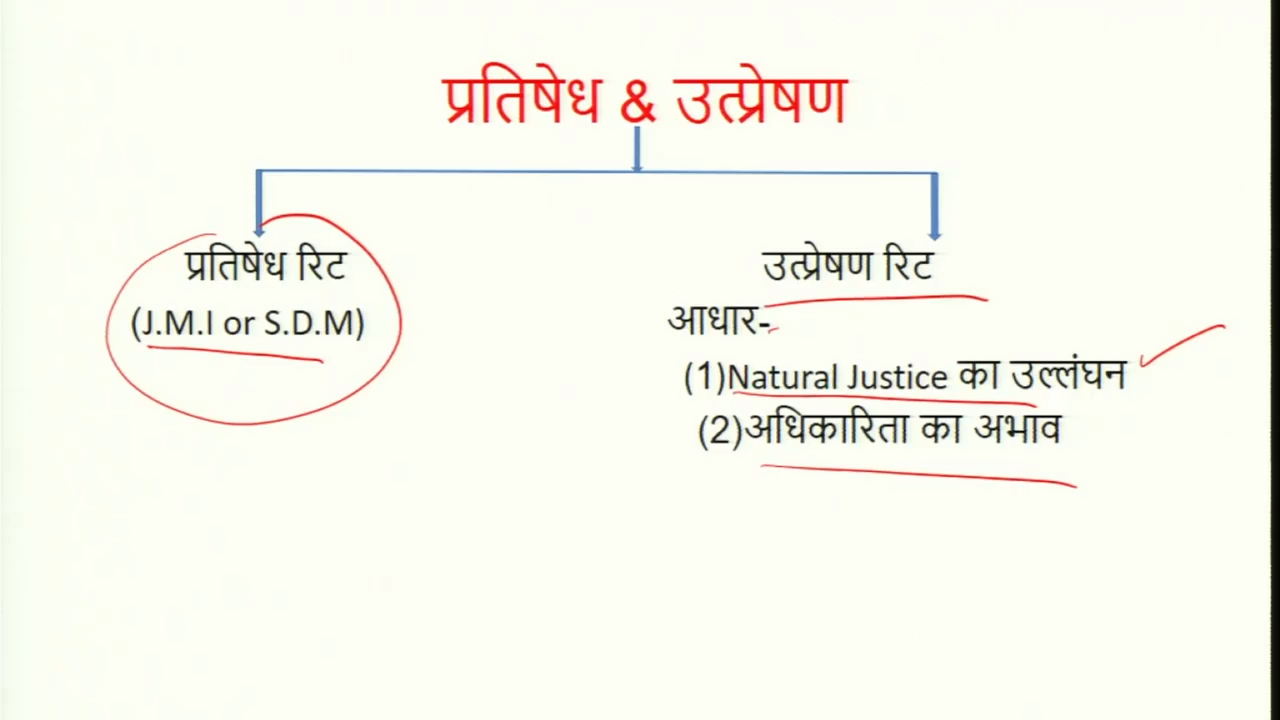 प्रतिषेध & उत्प्रेषण
प्रतिषेध रिट
(J.M.I or S.D.M)
उत्प्रेषण रिट
आधार-
(1)Natural Justice का उल्लंघन
(2)अधिकारिता का अभाव